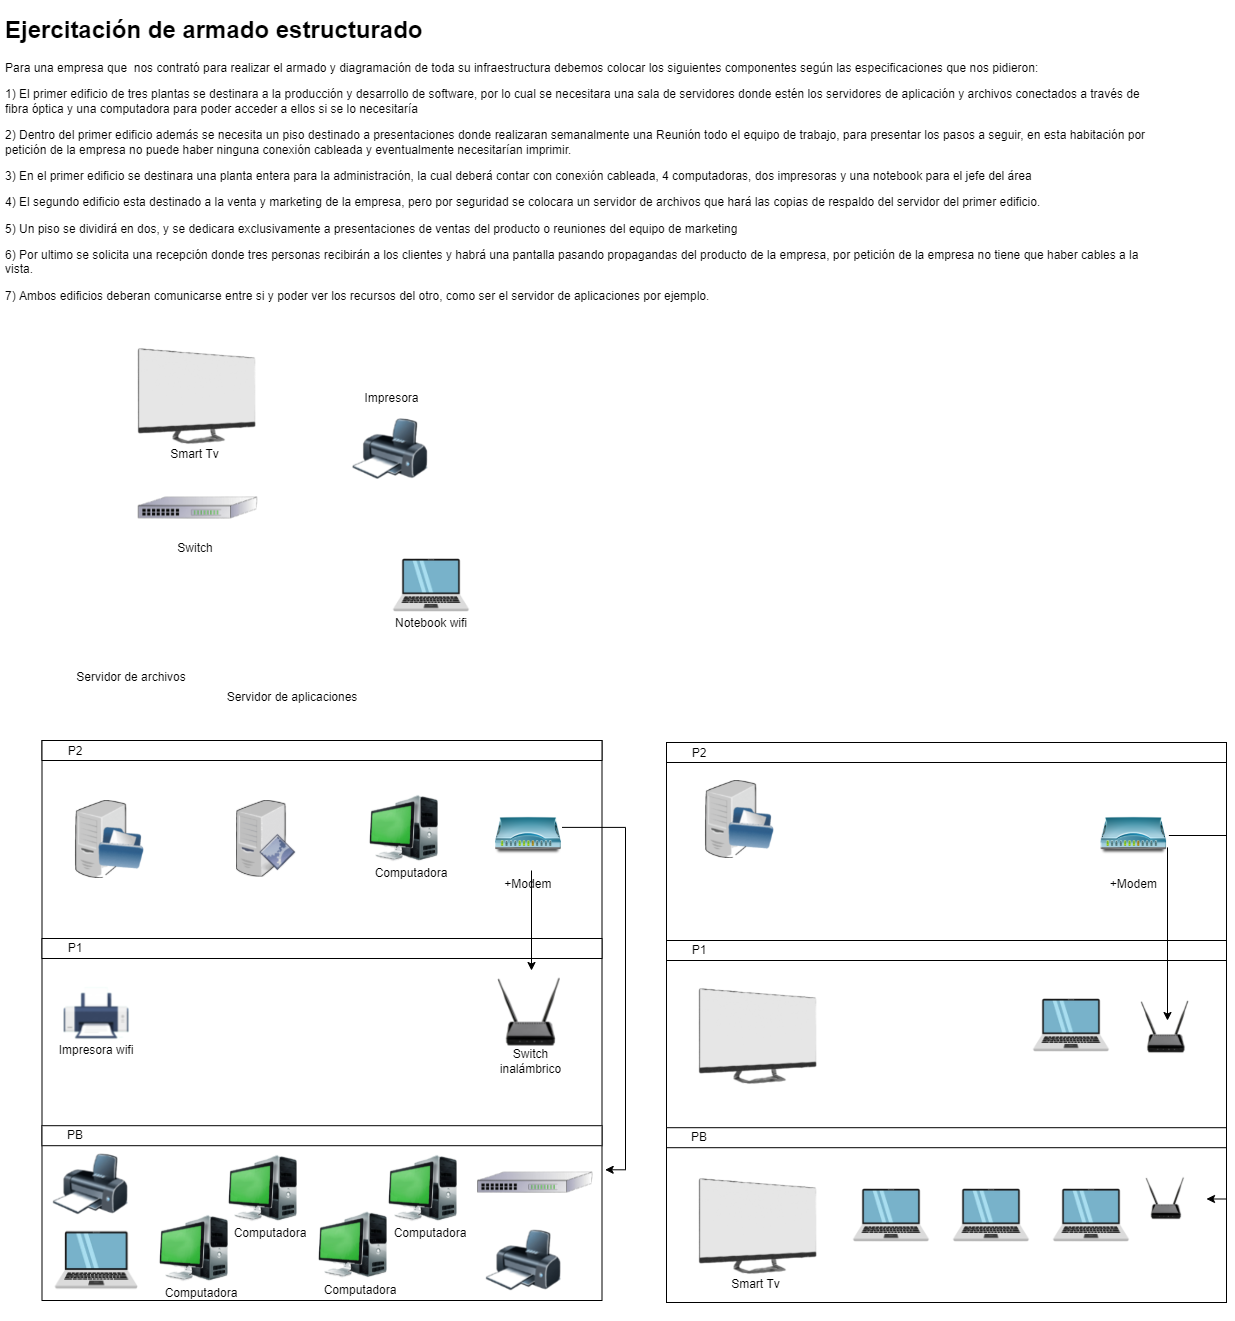 Ejercitación de armado estructurado
Para una empresa que  nos contrató para realizar el armado y diagramación de toda su infraestructura debemos colocar los siguientes componentes según las especificaciones que nos pidieron:
1) El primer edificio de tres plantas se destinara a la producción y desarrollo de software, por lo cual se necesitara una sala de servidores donde estén los servidores de aplicación y archivos conectados a través de
fibra óptica y una computadora para poder acceder a ellos si se lo necesitaría
2) Dentro del primer edificio además se necesita un piso destinado a presentaciones donde realizaran semanalmente una Reunión todo el equipo de trabajo, para presentar los pasos a seguir, en esta habitación por
petición de la empresa no puede haber ninguna conexión cableada y eventualmente necesitarían imprimir.
3) En el primer edificio se destinara una planta entera para la administración, la cual deberá contar con conexión cableada, 4 computadoras, dos impresoras y una notebook para el jefe del área
4) El segundo edificio esta destinado a la venta y marketing de la empresa, pero por seguridad se colocara un servidor de archivos que hará las copias de respaldo del servidor del primer edificio.
5) Un piso se dividirá en dos, y se dedicara exclusivamente a presentaciones de ventas del producto o reuniones del equipo de marketing
6) Por ultimo se solicita una recepción donde tres personas recibirán a los clientes y habrá una pantalla pasando propagandas del producto de la empresa, por petición de la empresa no tiene que haber cables a la
vista.
7) Ambos edificios deberan comunicarse entre si y poder ver los recursos del otro, como ser el servidor de aplicaciones por ejemplo.
Impresora
Smart Tv
Switch
Notebook wifi
Servidor de archivos
Servidor de aplicaciones
P2
P2
Computadora
+Modem
+Modem
P1
P1
Impresora wifi
Switch
inalámbrico
PB
PB
Computadora
Computadora
Computadora
Computadora
Smart Tv